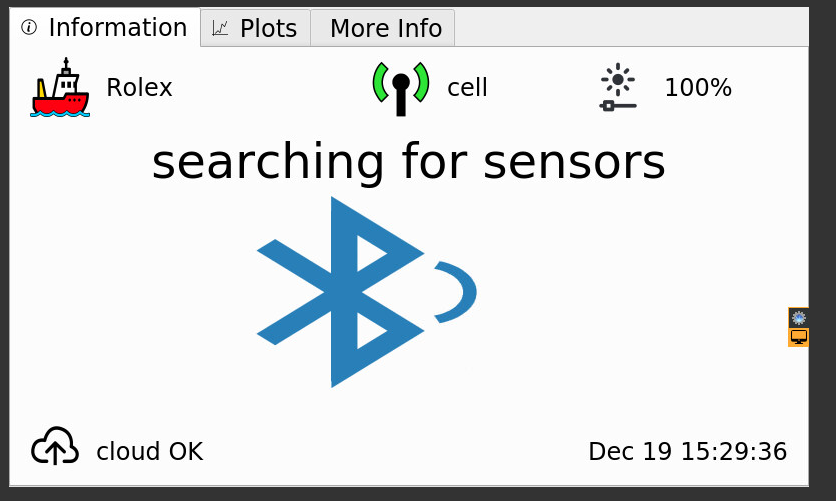 Information Plots More Info
Rolex cell 100%
searching for sensors
cloud OK Dec 19 15:29:36